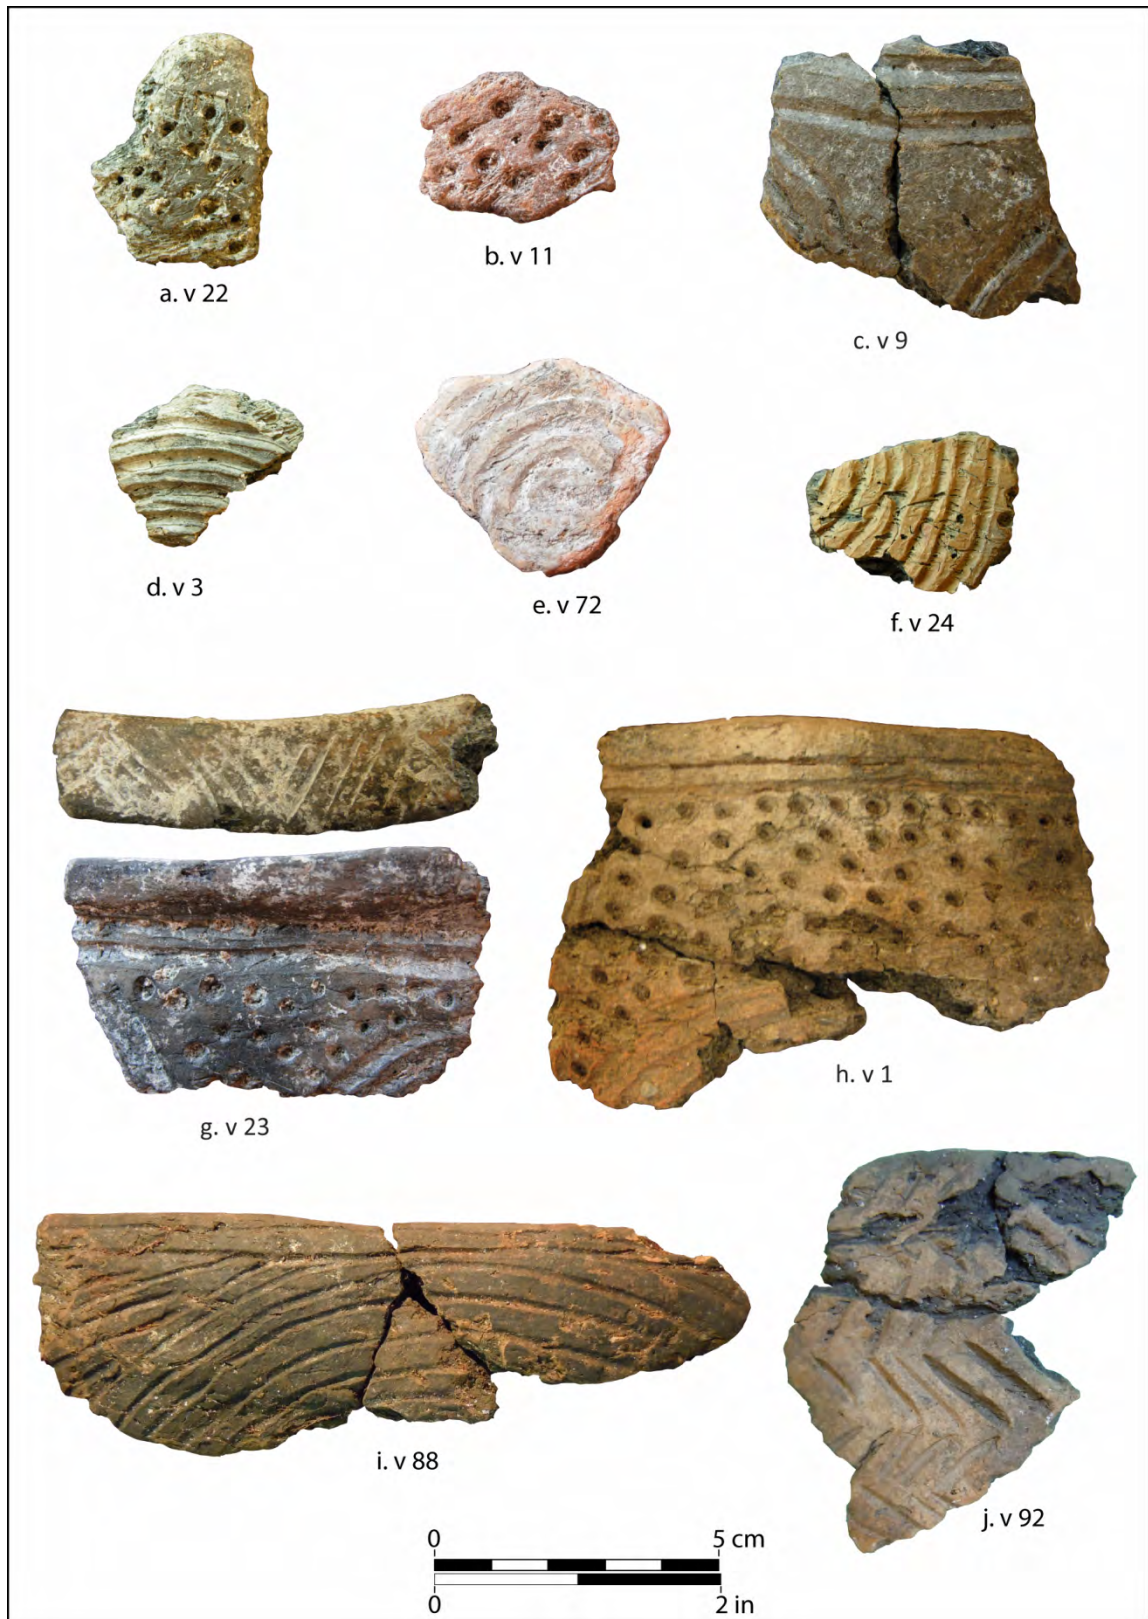 a. v 22
b. v 11
c. v 9
d. v 3
e. v 72
f. v 24
g. v 23
h. v 1
i. v 88
j. v 92
0 5 cm
0 2 in